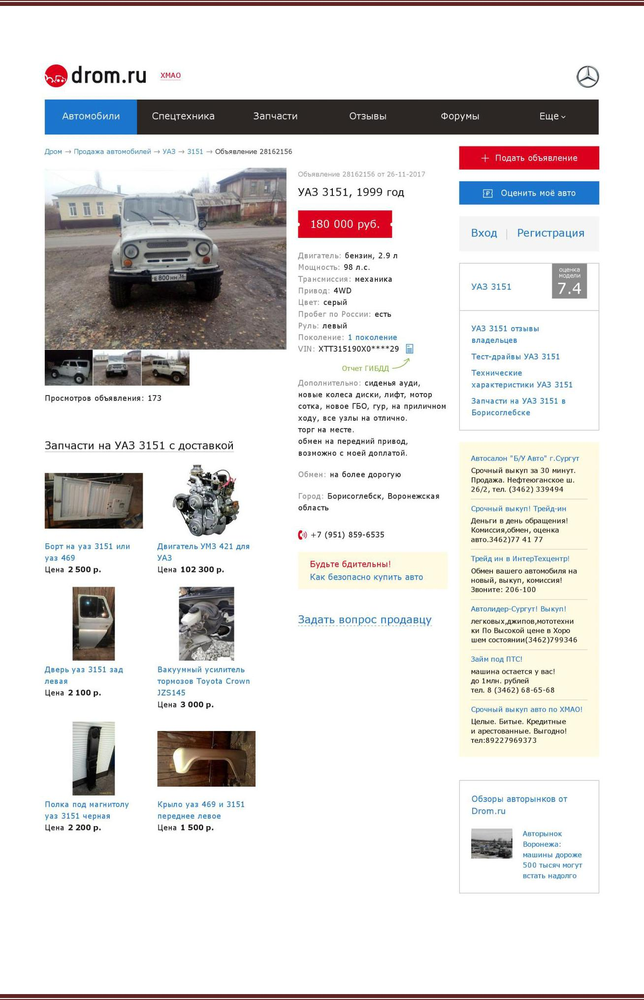 drom.ru
ХМАО
Автомобили
Спецтехника
Запчасти
Отзывы
Форумы
Еще
Дром → Продажа автомобилей → УАЗ → 3151 → Объявление 28162156
Е800НН 36
Просмотров объявления: 173
Объявление 28162156 от 26-11-2017
УАЗ 3151, 1999 год
180 000 руб.
Двигатель: бензин, 2.9 л
Мощность: 98 л.с.
Трансмиссия: механика
Привод: 4WD
Цвет: серый
Пробег по России: есть
Руль: левый
Поколение: 1 поколение
VIN: XTT315190X0****29
Отчет ГИБДД
Дополнительно: сиденья ауди,
новые колеса диски, лифт, мотор
сотка, новое ГБО, гур, на приличном
ходу, все узлы на отлично.
торг на месте.
обмен на передний привод,
возможно с моей доплатой.
Обмен: на более дорогую
Город: Борисоглебск, Воронежская
область
+7 (951) 859-6535
Будьте бдительны!
Как безопасно купить авто
Задать вопрос продавцу
Запчасти на УАЗ 3151 с доставкой
Борт на уаз 3151 или
уаз 469
Цена 2 500 р.
Двигатель УМЗ 421 для
УАЗ
Цена 102 300 р.
Дверь уаз 3151 зад
левая
Цена 2 100 р.
Вакуумный усилитель
тормозов Toyota Crown
JZS145
Цена 3 000 р.
Полка под магнитолу
уаз 3151 черная
Цена 2 200 р.
Крыло уаз 469 и 3151
переднее левое
Цена 1 500 р.
Подать объявление
Оценить моё авто
Вход | Регистрация
УАЗ 3151
оценка
модели
7.4
УАЗ 3151 отзывы
владельцев
Тест-драйвы УАЗ 3151
Технические
характеристики УАЗ 3151
Запчасти на УАЗ 3151 в
Борисоглебске
Автосалон "Б/У Авто" г.Сургут
Срочный выкуп за 30 минут.
Продажа. Нефтеюганское ш.
26/2, тел. (3462) 339494
Срочный выкуп! Трейд-ин
Деньги в день обращения!
Комиссия,обмен, оценка
авто.3462)77 41 77
Трейд ин в ИнтерТехцентр!
Обмен вашего автомобиля на
новый, выкуп, комиссия!
Звоните: 206-100
Автолидер-Сургут! Выкуп!
легковых,джипов,мототехни
ки По Высокой цене в Хоро
шем состоянии(3462)799346
Займ под ПТС!
машина остается у вас!
до 1млн. рублей
тел. 8 (3462) 68-65-68
Срочный выкуп авто по ХМАО!
Целые. Битые. Кредитные
и арестованные. Выгодно!
тел:89227969373
Обзоры авторынков от
Drom.ru
Авторынок
Воронежа:
машины дороже
500 тысяч могут
встать надолго